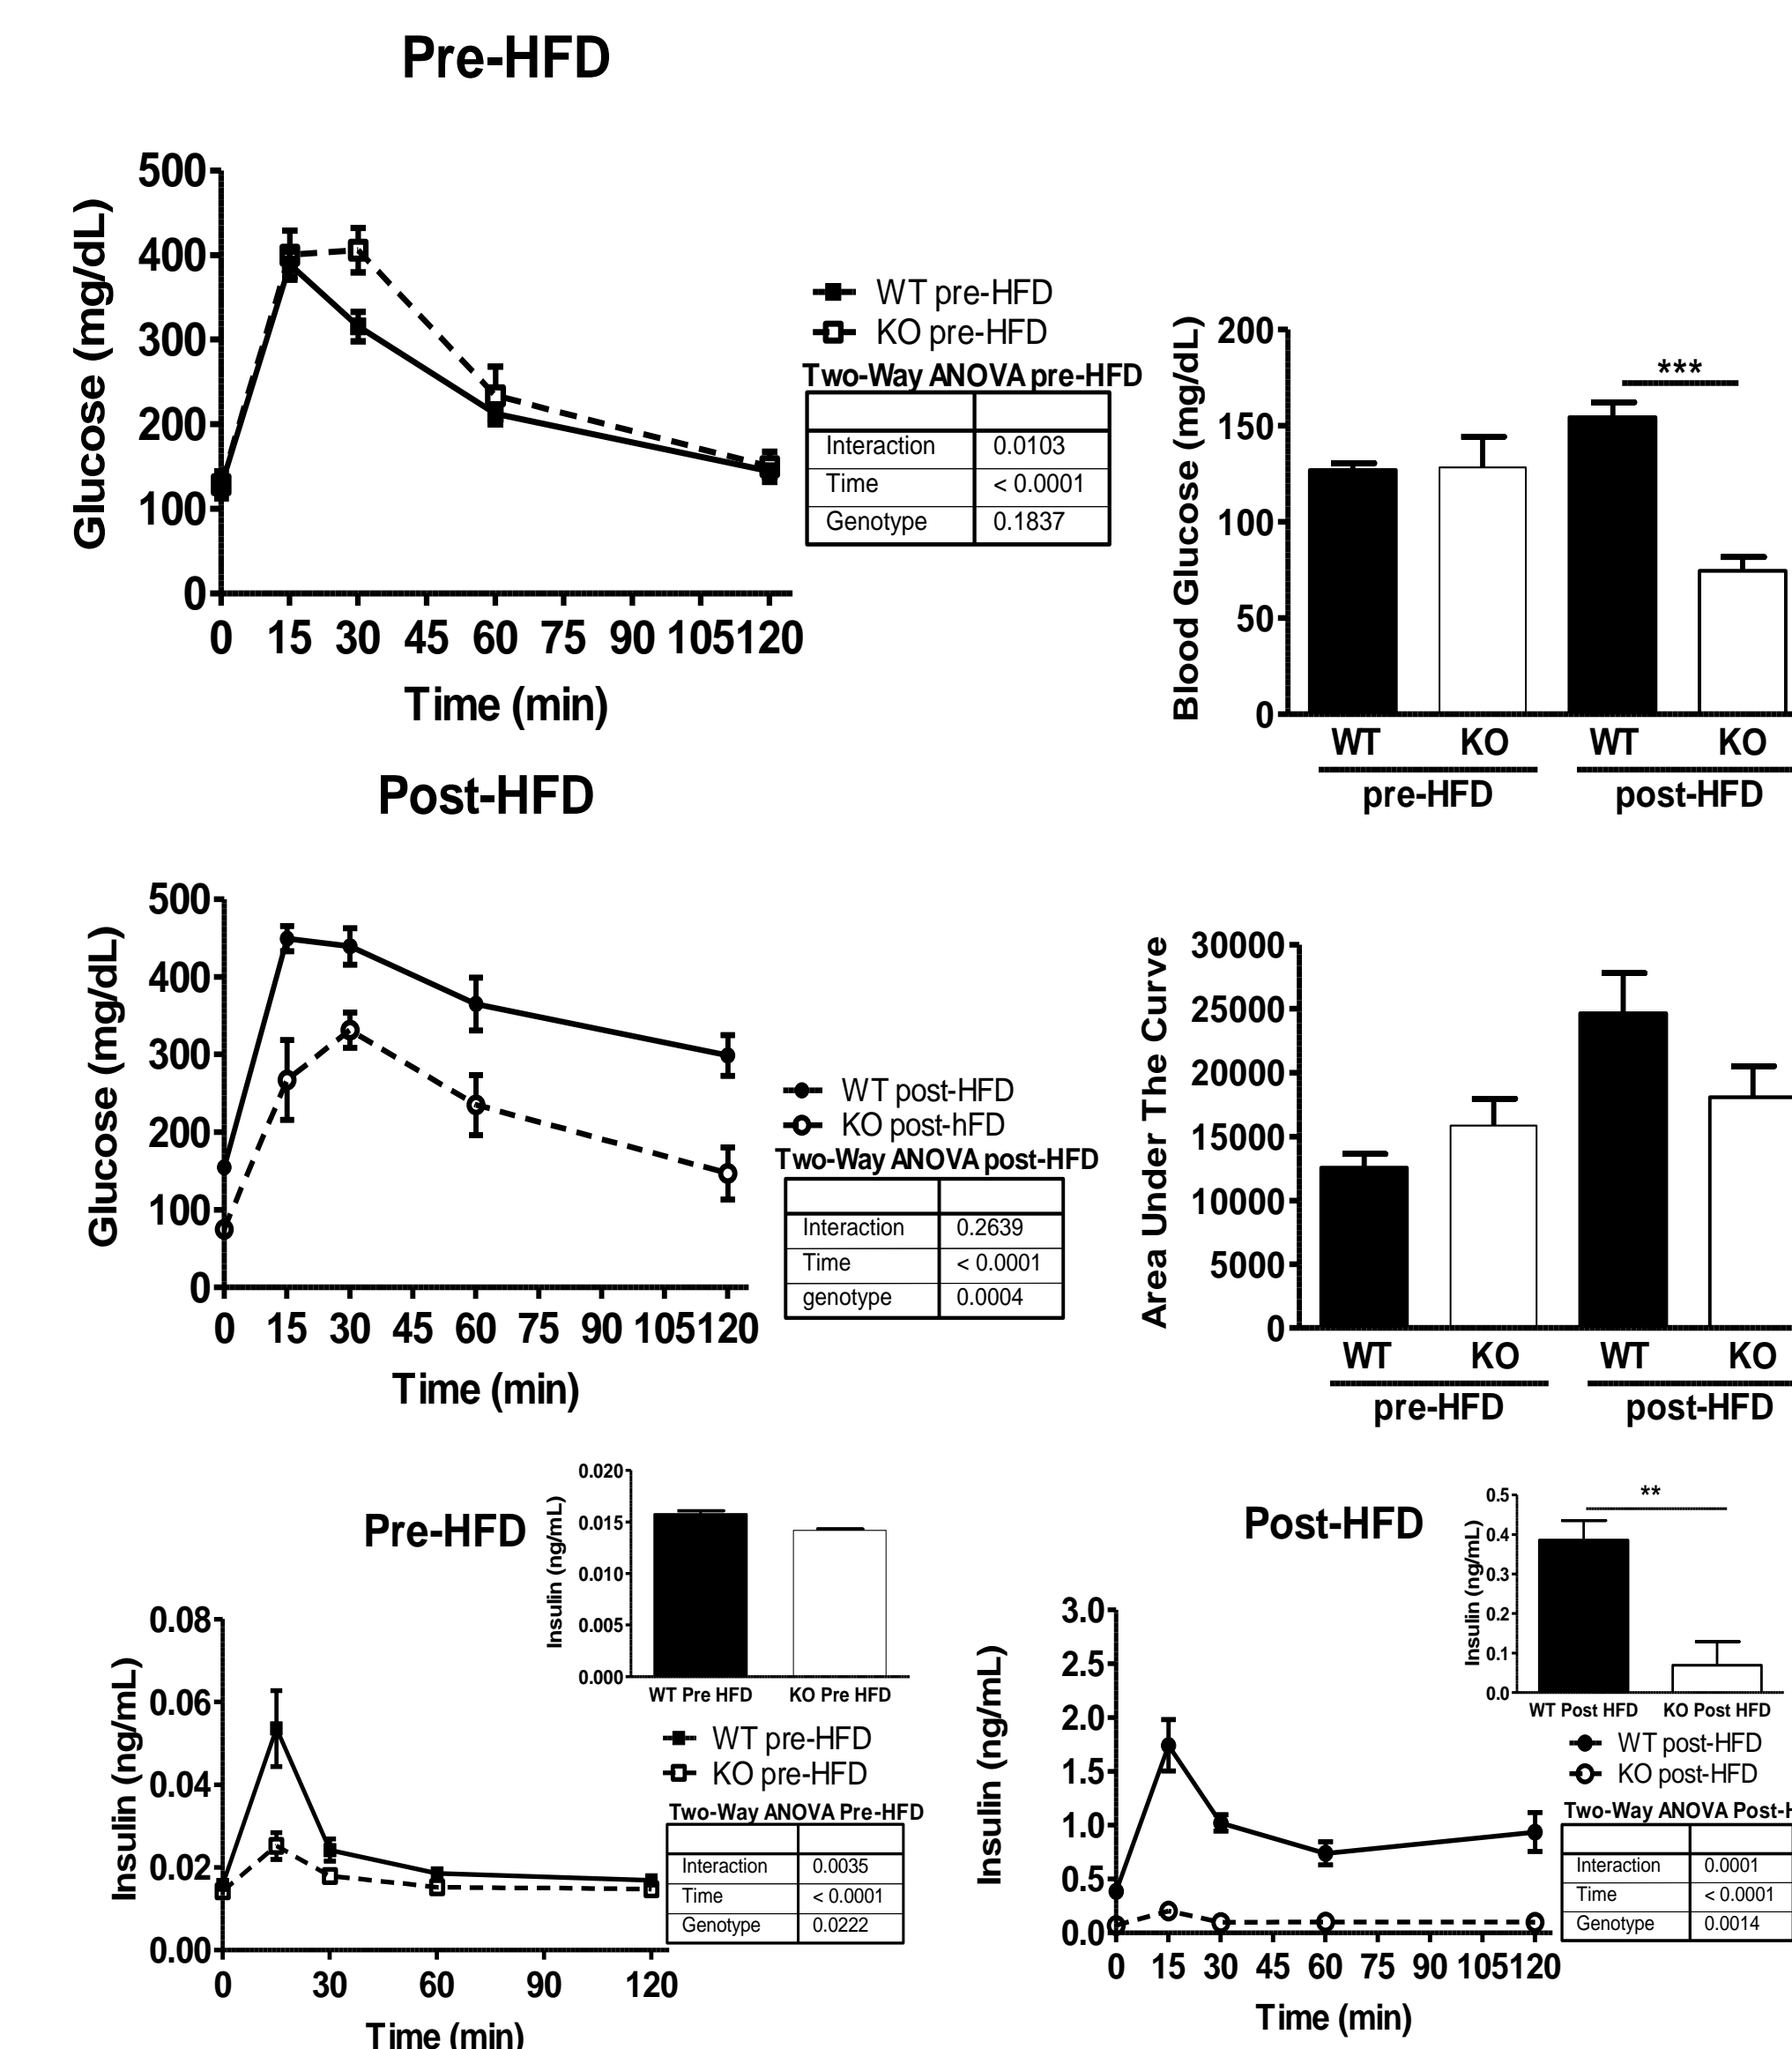 Pre-HFD
500
400
300
200
100
0
Glucose (mg/dL)
0 15 30 45 60 75 90 105 120
Time (min)
WT pre-HFD
KO pre-HFD
Two-Way ANOVA pre-HFD
Interaction 0.0103
Time < 0.0001
Genotype 0.1837
200
150
100
50
0
Blood Glucose (mg/dL)
***
WT KO WT KO
pre-HFD post-HFD
Post-HFD
500
400
300
200
100
0
Glucose (mg/dL)
0 15 30 45 60 75 90 105 120
Time (min)
WT post-HFD
KO post-hFD
Two-Way ANOVA post-HFD
Interaction 0.2639
Time < 0.0001
genotype 0.0004
30000
25000
20000
15000
10000
5000
0
Area Under The Curve
WT KO WT KO
pre-HFD post-HFD
Pre-HFD
0.020
0.015
0.010
0.005
0.000
Insulin (ng/mL)
WT Pre HFD KO Pre HFD
0.08
0.06
0.04
0.02
0.00
Insulin (ng/mL)
0 30 60 90 120
Time (min)
WT pre-HFD
KO pre-HFD
Two-Way ANOVA Pre-HFD
Interaction 0.0035
Time < 0.0001
Genotype 0.0222
Post-HFD
0.5
0.4
0.3
0.2
0.1
0.0
Insulin (ng/mL)
**
WT Post HFD KO Post HFD
3.0
2.5
2.0
1.5
1.0
0.5
0.0
Insulin (ng/mL)
0 15 30 45 60 75 90 105 120
Time (min)
WT post-HFD
KO post-HFD
Two-Way ANOVA Post-H
Interaction 0.0001
Time < 0.0001
Genotype 0.0014